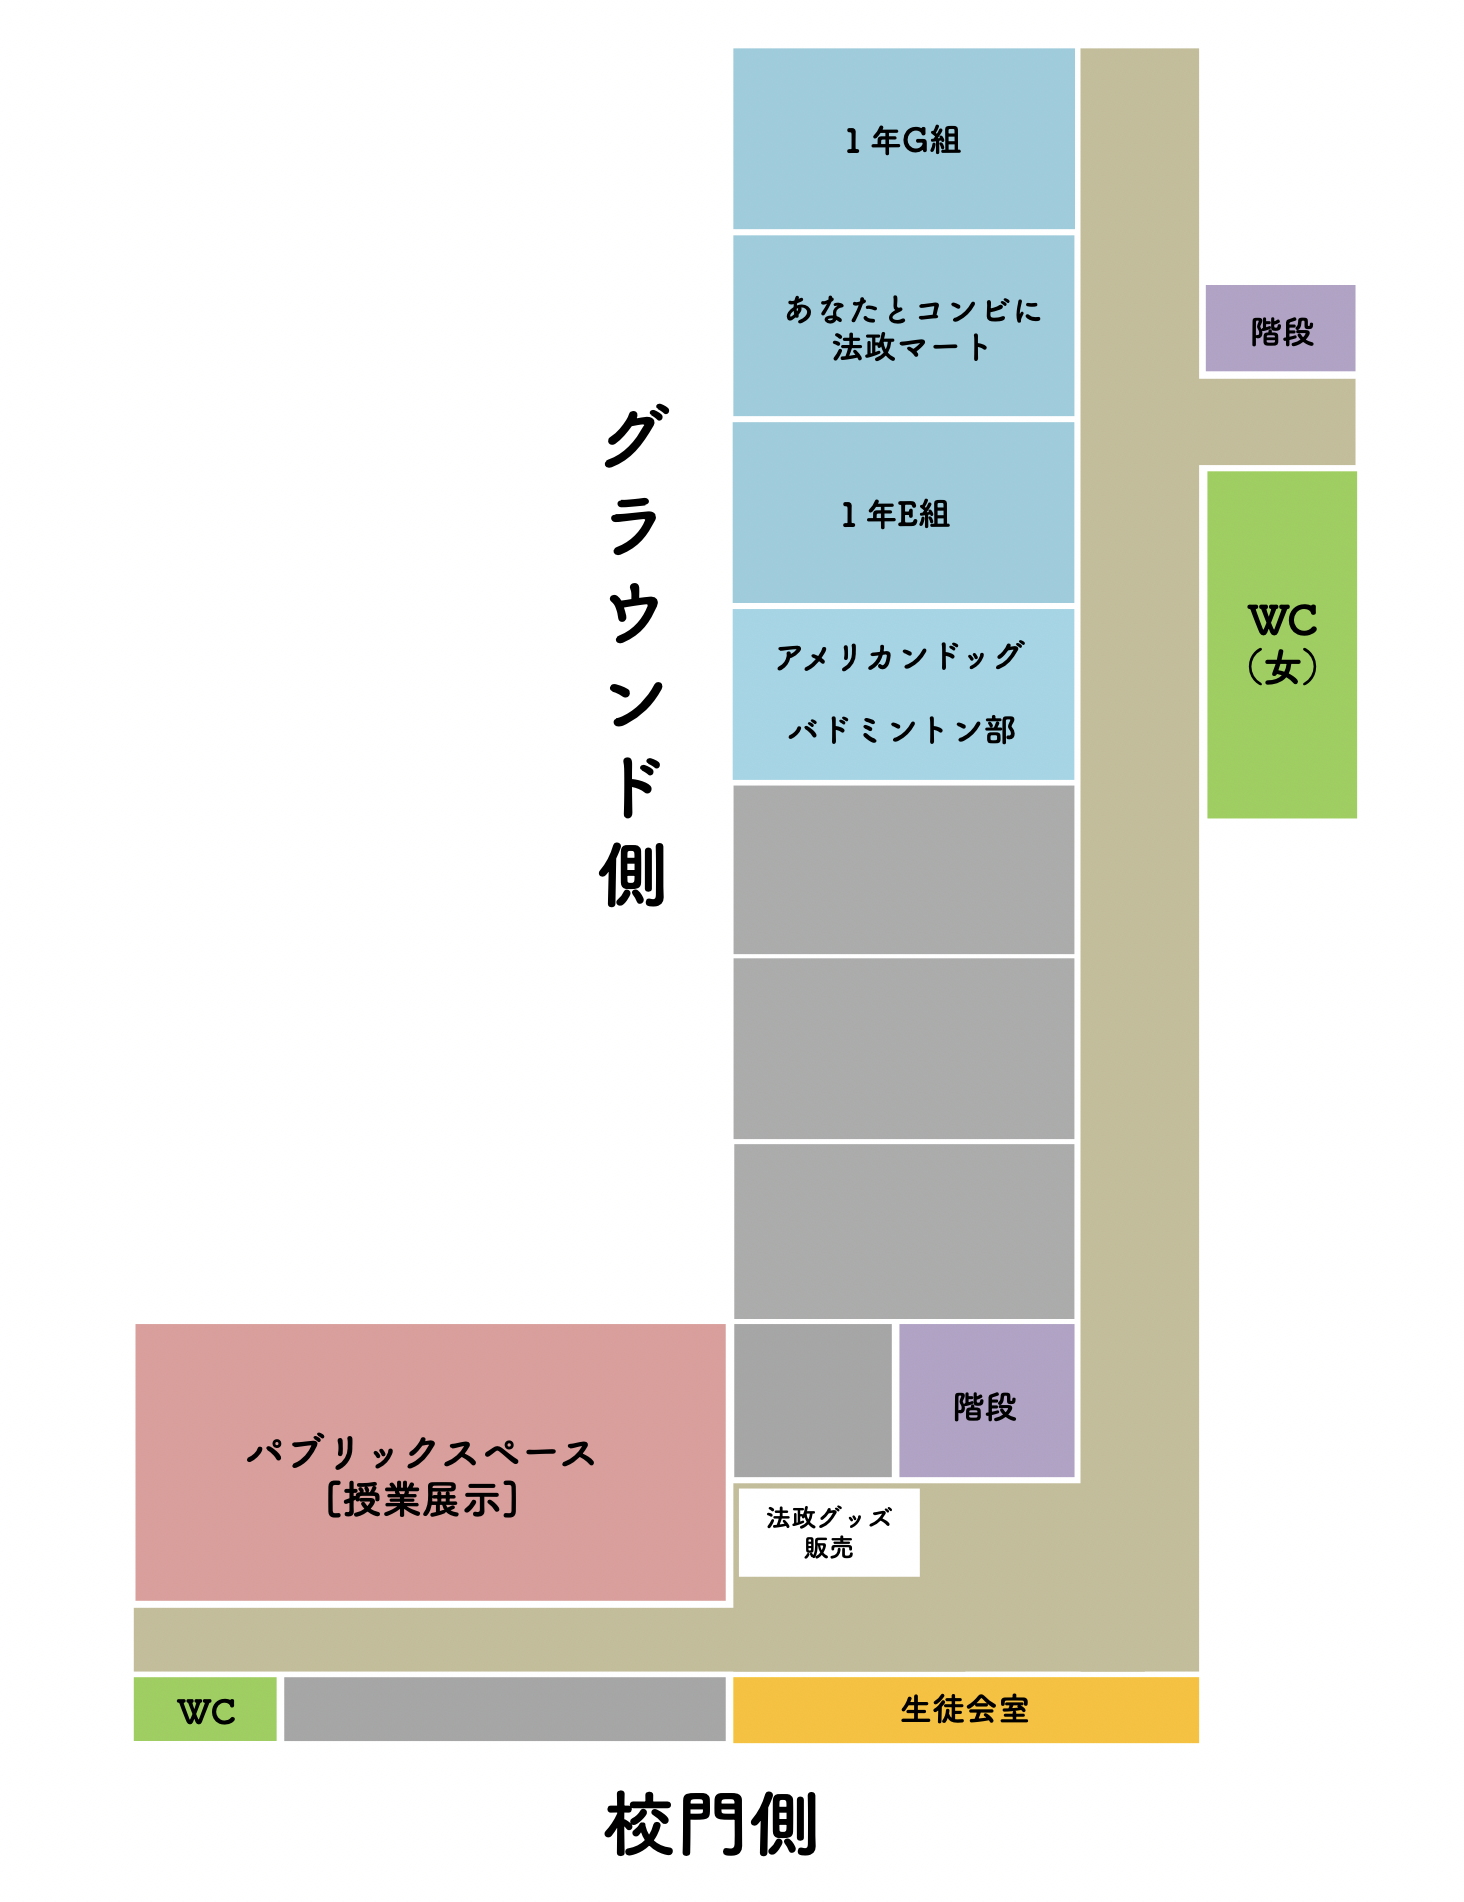 1年G組
あなたとコンビに
法政マート
階段
1年E組
グラウンド側
WC
（女）
アメリカンドッグ
バドミントン部
パブリックスペース
［授業展示］
階段
法政グッズ
販売
WC
生徒会室
校門側